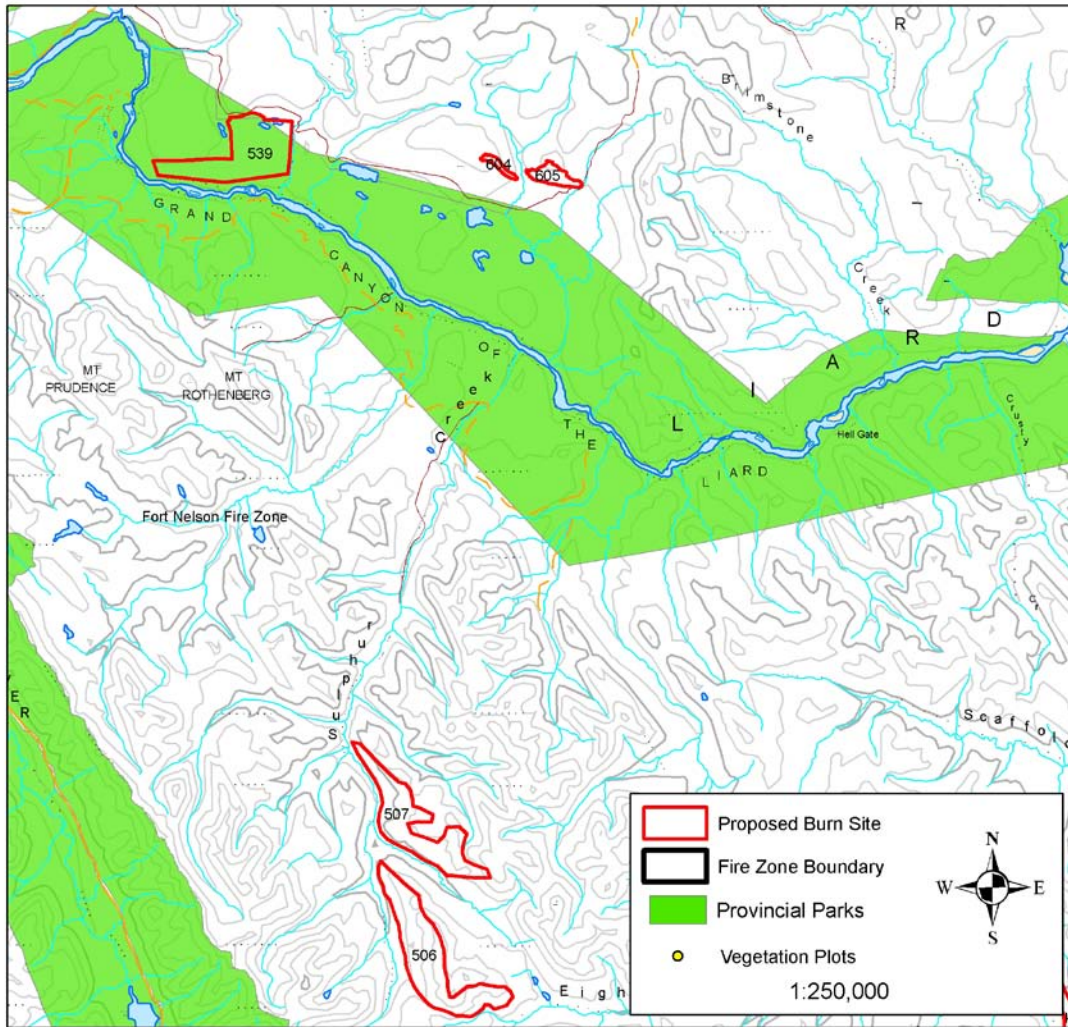 R
Brimstone
539
604
605
GRAND
CANYON
OF
THE
LIARD
Creek
L I A R D
MT
PRUDENCE
MT
ROTHENBERG
Creek
Hell Gate
Crusty
Cr
Fort Nelson Fire Zone
Sulphur
ER
Scaffold
507
506
Eigh
Proposed Burn Site
Fire Zone Boundary
Provincial Parks
Vegetation Plots
1:250,000
N
W
E
S